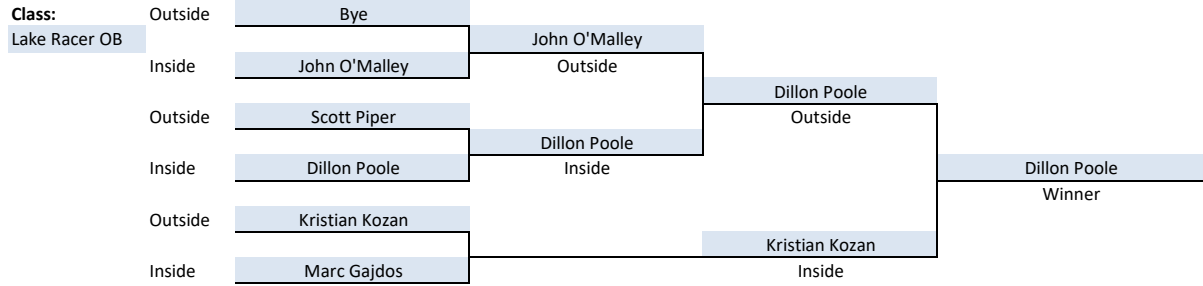 Class: Outside Bye
Lake Racer OB John O'Malley
Inside John O'Malley Outside
Dillon Poole
Outside Scott Piper Outside
Dillon Poole
Inside Dillon Poole Inside Dillon Poole
Winner
Outside Kristian Kozan
Kristian Kozan
Inside Marc Gajdos Inside